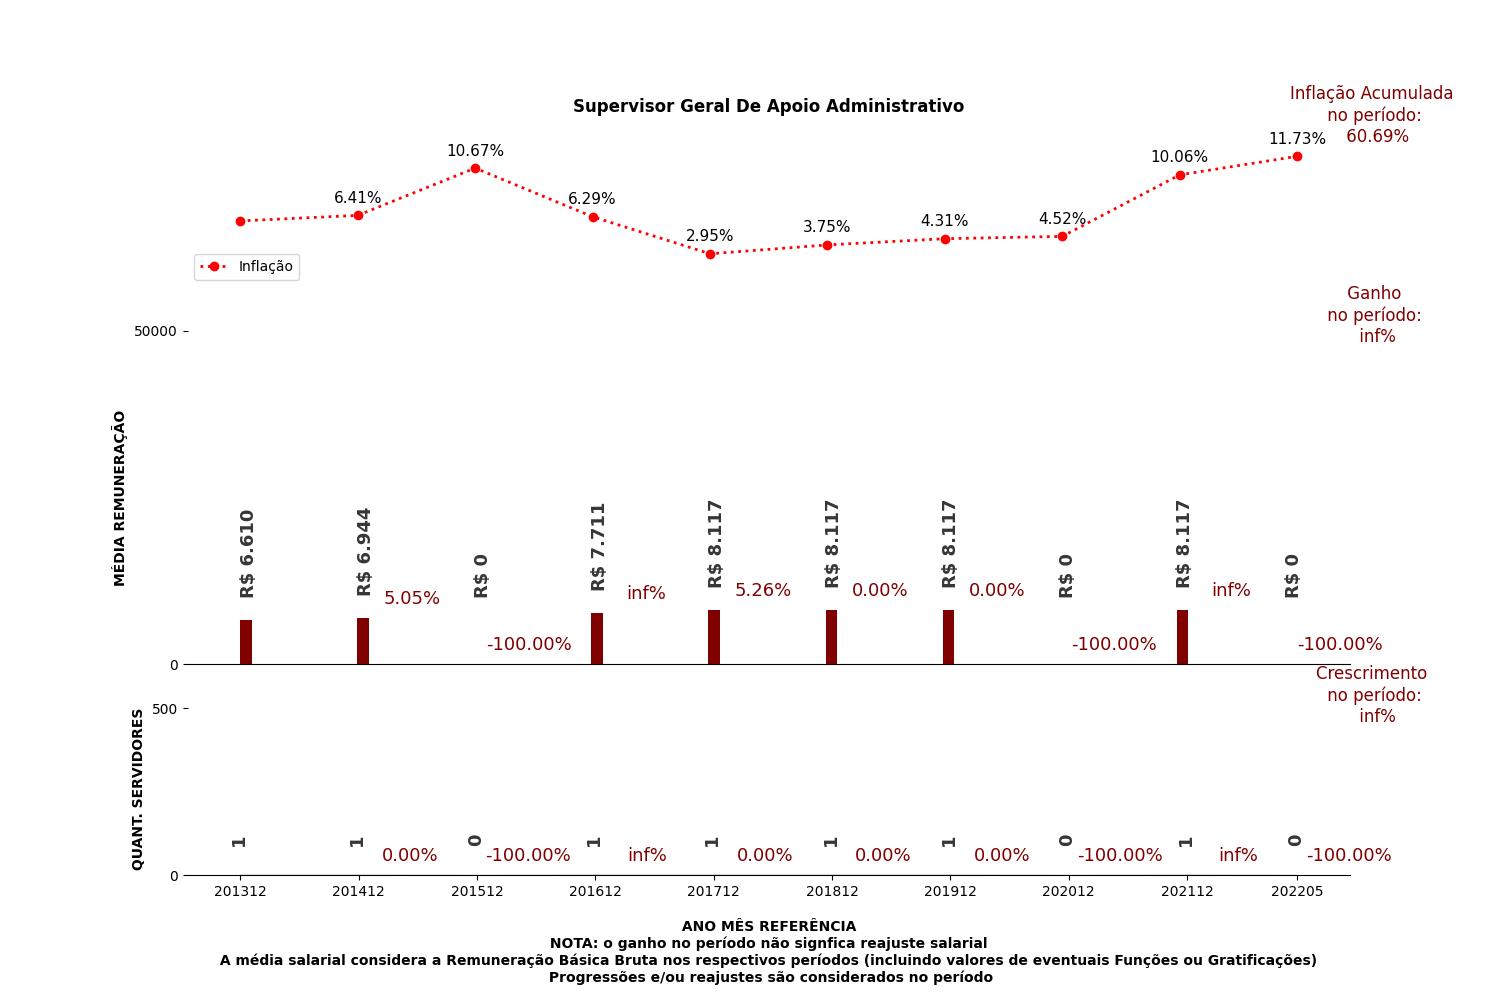 Supervisor Geral De Apoio Administrativo
Inflação Acumulada
no período:
60.69%
6.41%
10.67%
6.29%
2.95%
3.75%
4.31%
4.52%
10.06%
11.73%
Inflação
Ganho
no período:
inf%
50000
0
MÉDIA REMUNERAÇÃO
R$ 6.610
R$ 6.944
R$ 0
R$ 7.711
R$ 8.117
R$ 8.117
R$ 8.117
R$ 0
R$ 8.117
R$ 0
5.05%
-100.00%
inf%
5.26%
0.00%
0.00%
-100.00%
inf%
-100.00%
Crescimento
no período:
inf%
500
0
QUANT. SERVIDORES
1
1
0
1
1
1
1
0
1
0
0.00%
-100.00%
inf%
0.00%
0.00%
0.00%
-100.00%
inf%
-100.00%
201312
201412
201512
201612
201712
201812
201912
202012
202112
202205
ANO MÊS REFERÊNCIA
NOTA: o ganho no período não signfica reajuste salarial
A média salarial considera a Remuneração Básica Bruta nos respectivos períodos (incluindo valores de eventuais Funções ou Gratificações)
Progressões e/ou reajustes são considerados no período